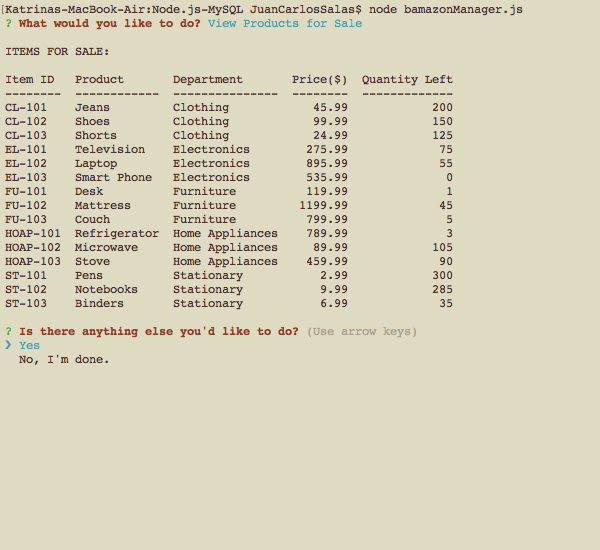 [Katrinas-MacBook-Air:Node.js-MySQL JuanCarlosSalas$ node bamazonManager.js
? What would you like to do? View Products for Sale
ITEMS FOR SALE:
Item ID  Product       Department       Price($)  Quantity Left
--------  ------------  ---------------  --------  -------------
CL-101    Jeans         Clothing            45.99            200
CL-102    Shoes         Clothing            99.99            150
CL-103    Shorts        Clothing            24.99            125
EL-101    Television    Electronics        275.99             75
EL-102    Laptop        Electronics        895.99             55
EL-103    Smart Phone   Electronics        535.99              0
FU-101    Desk          Furniture          119.99              1
FU-102    Mattress      Furniture         1199.99             45
FU-103    Couch         Furniture          799.99              5
HOAP-101  Refrigerator  Home Appliances    789.99              3
HOAP-102  Microwave     Home Appliances     89.99            105
HOAP-103  Stove         Home Appliances    459.99             90
ST-101    Pens          Stationary           2.99            300
ST-102    Notebooks     Stationary           9.99            285
ST-103    Binders       Stationary           6.99             35
? Is there anything else you'd like to do? (Use arrow keys)
❯ Yes
  No, I'm done.